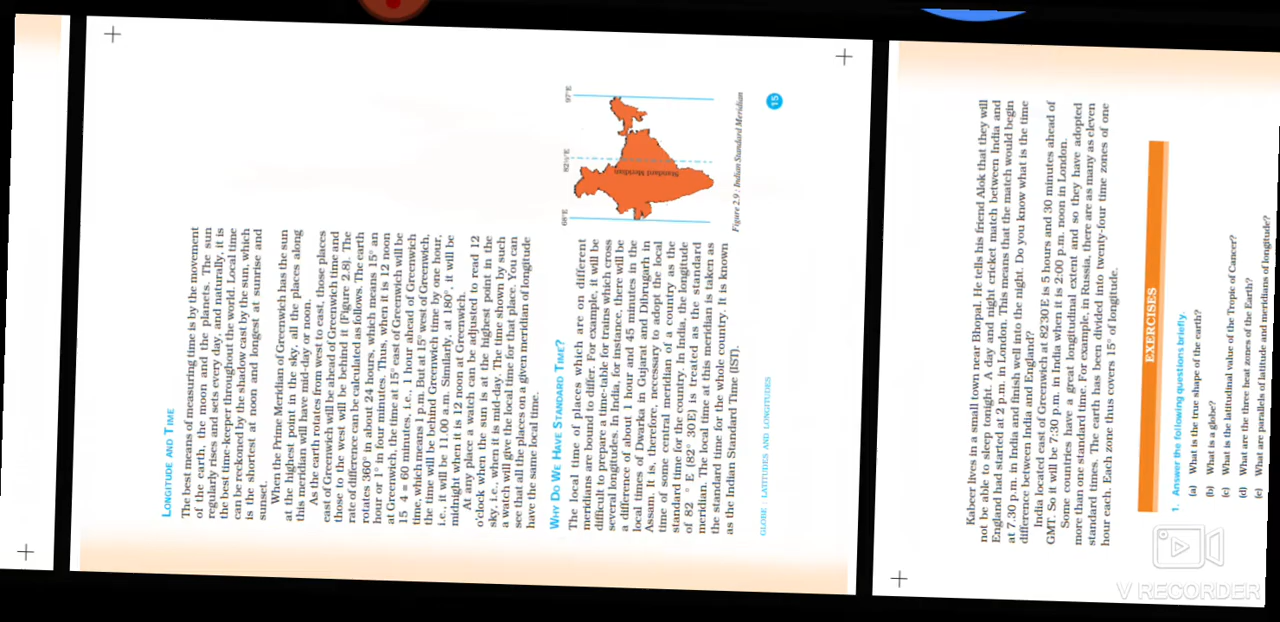 LONGITUDE AND TIME
The best means of measuring time is by the movement
of the earth, the moon and the planets. The sun
regularly rises and sets every day, and naturally, it is
the best time-keeper throughout the world. Local time
can be reckoned by the shadow cast by the sun, which
is the shortest at noon and longest at sunrise and
sunset.
When the Prime Meridian of Greenwich has the sun
at the highest point in the sky, all the places along
this meridian will have mid-day or noon.
As the earth rotates from west to east, those places
east of Greenwich will be ahead of Greenwich time and
those to the west will be behind it (Figure 2.8). The
rate of difference can be calculated as follows. The earth
rotates 360° in about 24 hours, which means 15° an
hour or 1° in four minutes. Thus, when it is 12 noon
at Greenwich, the time at 15° east of Greenwich will be
15 4 = 60 minutes, i.e., 1 hour ahead of Greenwich
time, which means 1 p.m. But at 15° west of Greenwich,
the time will be behind Greenwich time by one hour,
i.e., it will be 11.00 a.m. Similarly, at 180°, it will be
midnight when it is 12 noon at Greenwich.
At any place a watch can be adjusted to read 12
o'clock when the sun is at the highest point in the
sky, i.e., when it is mid-day. The time shown by such
a watch will give the local time for that place. You can
see that all the places on a given meridian of longitude
have the same local time.
WHY DO WE HAVE STANDARD TIME?
The local time of places which are on different
meridians are bound to differ. For example, it will be
difficult to prepare a time-table for trains which cross
several longitudes. In India, for instance, there will be
a difference of about 1 hour and 45 minutes in the
local times of Dwarka in Gujarat and Dibrugarh in
Assam. It is, therefore, necessary to adopt the local
time of some central meridian of a country as the
standard time for the country. In India, the longitude
of 82 ° E (82° 30E) is treated as the standard
meridian. The local time at this meridian is taken as
the standard time for the whole country. It is known
as the Indian Standard Time (IST).
68°E
82½°E
97°E
Standard Meridian
Figure 2.9 : Indian Standard Meridian
GLOBE LATITUDES AND LONGITUDES
15
Kabeer lives in a small town near Bhopal. He tells his friend Alok that they will
not be able to sleep tonight. A day and night cricket match between India and
England had started at 2 p.m. in London. This means that the match would begin
at 7.30 p.m. in India and finish well into the night. Do you know what is the time
difference between India and England?
India located east of Greenwich at 82 30 E is 5 hours and 30 minutes ahead of
GMT. So it will be 7:30 p.m. in India when it is 2:00 p.m. noon in London.
Some countries have a great longitudinal extent and so they have adopted
more than one standard time. For example, in Russia, there are as many as eleven
standard times. The earth has been divided into twenty-four time zones of one
hour each. Each zone thus covers 15° of longitude.
EXERCISES
1. Answer the following questions briefly.
(a) What is the true shape of the earth?
(b) What is a globe?
(c) What is the latitudinal value of the Tropic of Cancer?
(d) What are the three heat zones of the Earth?
(e) What are parallels of latitude and meridians of longitude?
V RECORDER